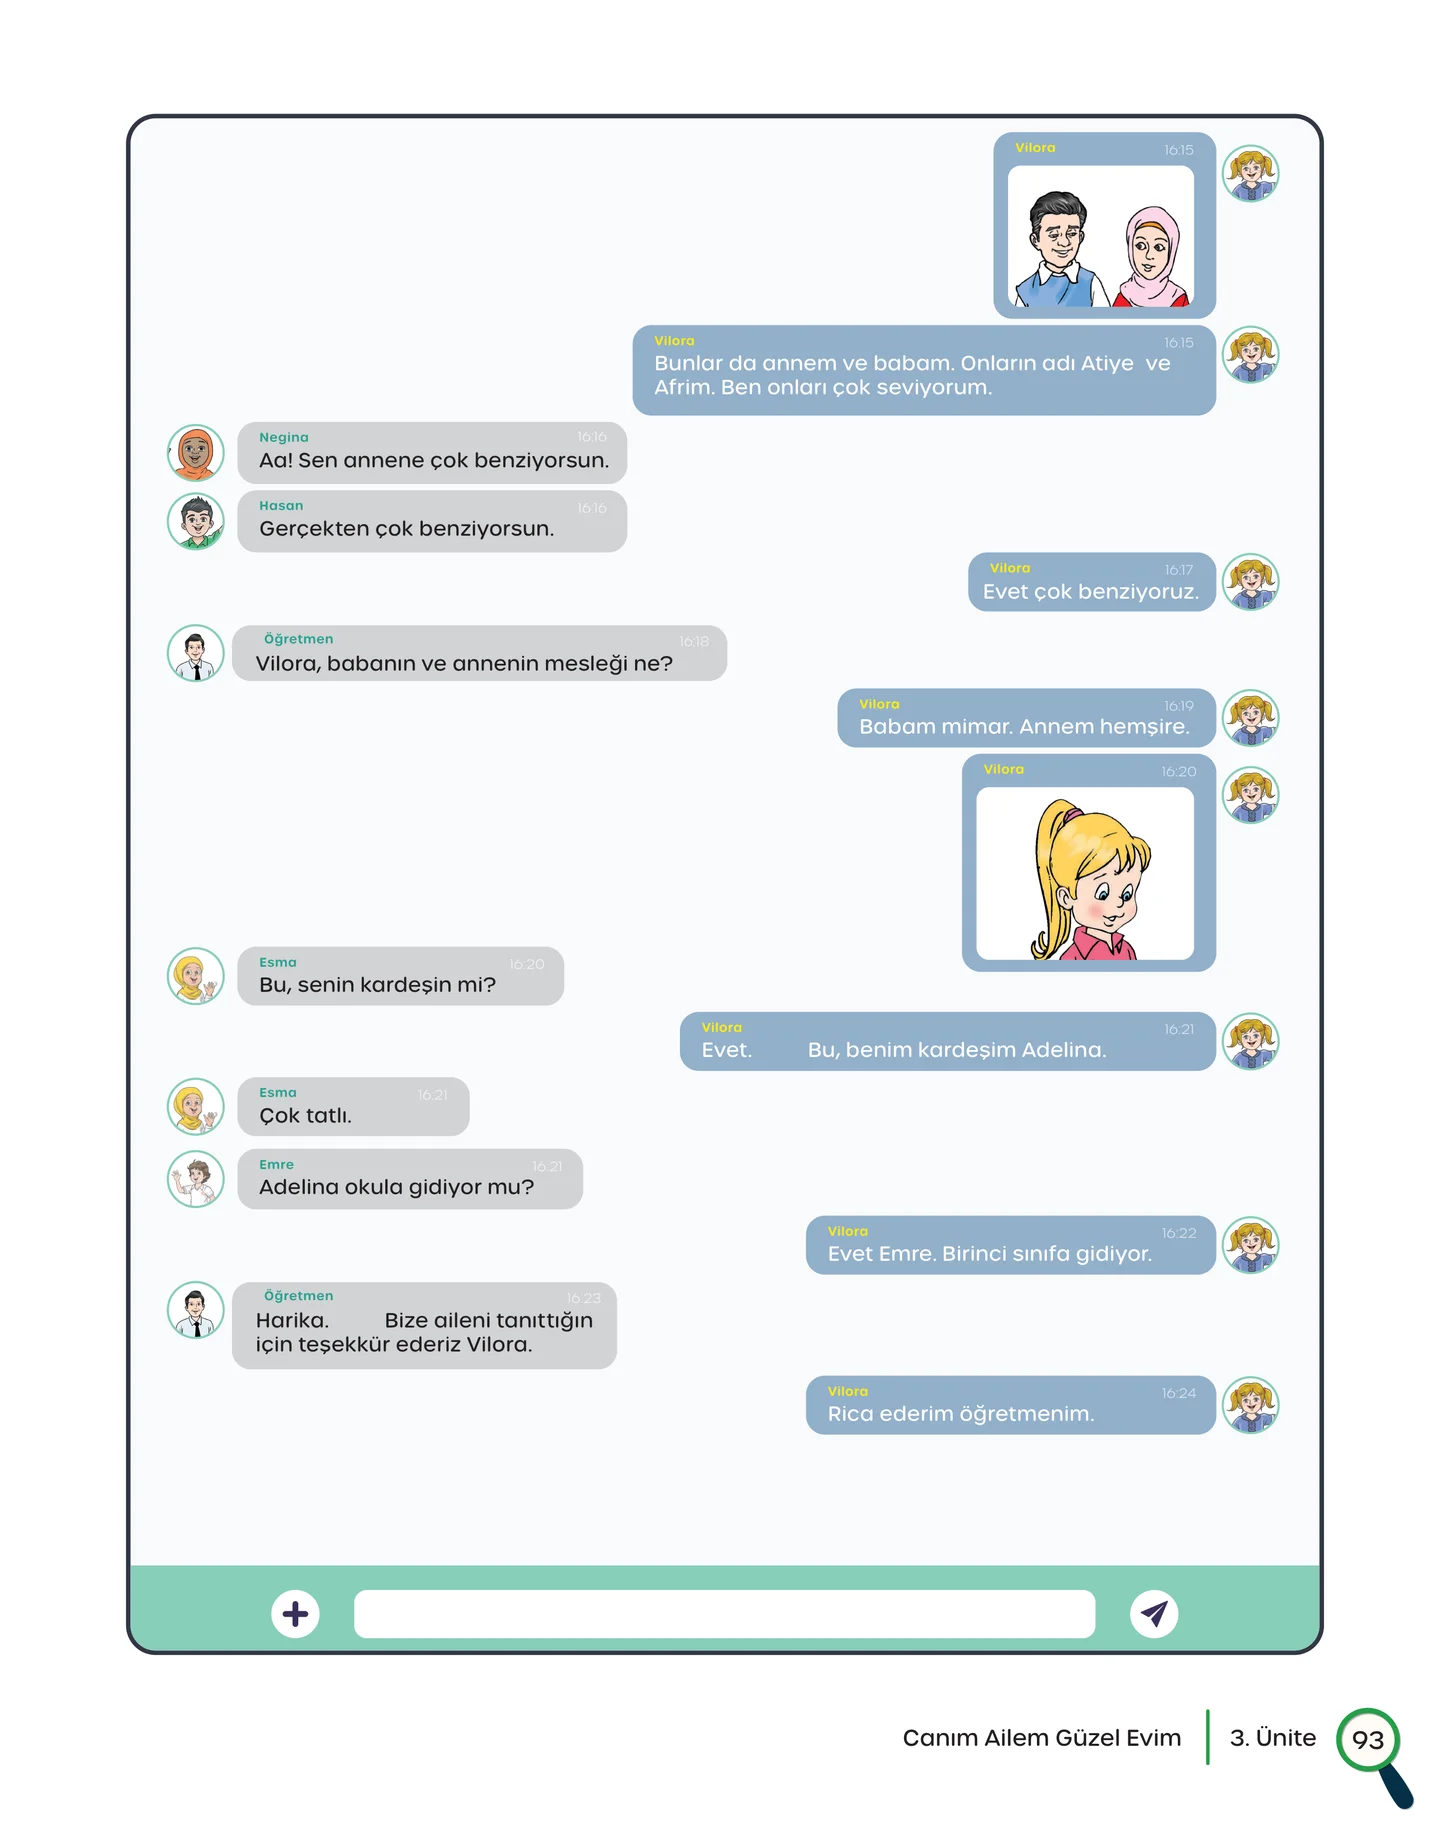 Vilora 16:15
Vilora 16:15
Bunlar da annem ve babam. Onların adı Atiye ve
Afrim. Ben onları çok seviyorum.
Negina 16:16
Aa! Sen annene çok benziyorsun.
Hasan 16:16
Gerçekten çok benziyorsun.
Vilora 16:17
Evet çok benziyoruz.
Öğretmen 16:18
Vilora, babanın ve annenin mesleği ne?
Vilora 16:19
Babam mimar. Annem hemşire.
Vilora 16:20
Esma 16:20
Bu, senin kardeşin mi?
Vilora 16:21
Evet. Bu, benim kardeşim Adelina.
Esma 16:21
Çok tatlı.
Emre 16:21
Adelina okula gidiyor mu?
Vilora 16:22
Evet Emre. Birinci sınıfa gidiyor.
Öğretmen 16:23
Harika. Bize aileni tanıttığın
için teşekkür ederiz Vilora.
Vilora 16:24
Rica ederim öğretmenim.
Canım Ailem Güzel Evim 3. Ünite 93